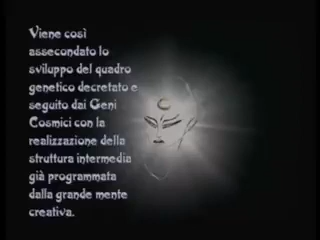 Viene così
assecondato lo
sviluppo del quadro
genetico decretato e
seguito dai Geni
Cosmici con la
realizzazione della
struttura intermedia
già programmata
dalla grande mente
creativa.